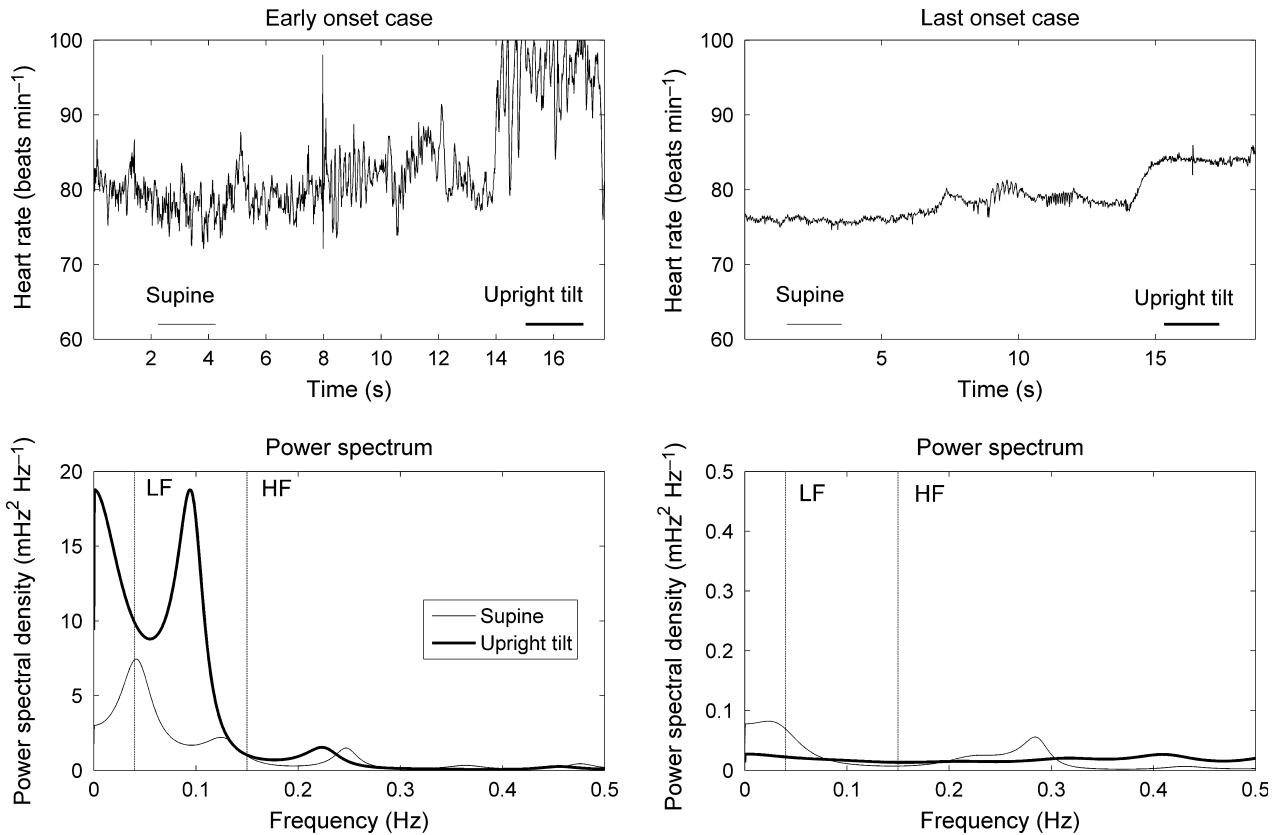 Early onset case
Heart rate (beats min−1)
100
90
80
70
60
Supine
Upright tilt
2 4 6 8 10 12 14 16
Time (s)
Last onset case
Heart rate (beats min−1)
100
90
80
70
60
Supine
Upright tilt
5 10 15
Time (s)
Power spectrum
Power spectral density (mHz2 Hz−1)
20
15
10
5
0
LF HF
Supine
Upright tilt
0 0.1 0.2 0.3 0.4 0.5
Frequency (Hz)
Power spectrum
Power spectral density (mHz2 Hz−1)
0.5
0.4
0.3
0.2
0.1
0
LF HF
0 0.1 0.2 0.3 0.4 0.5
Frequency (Hz)